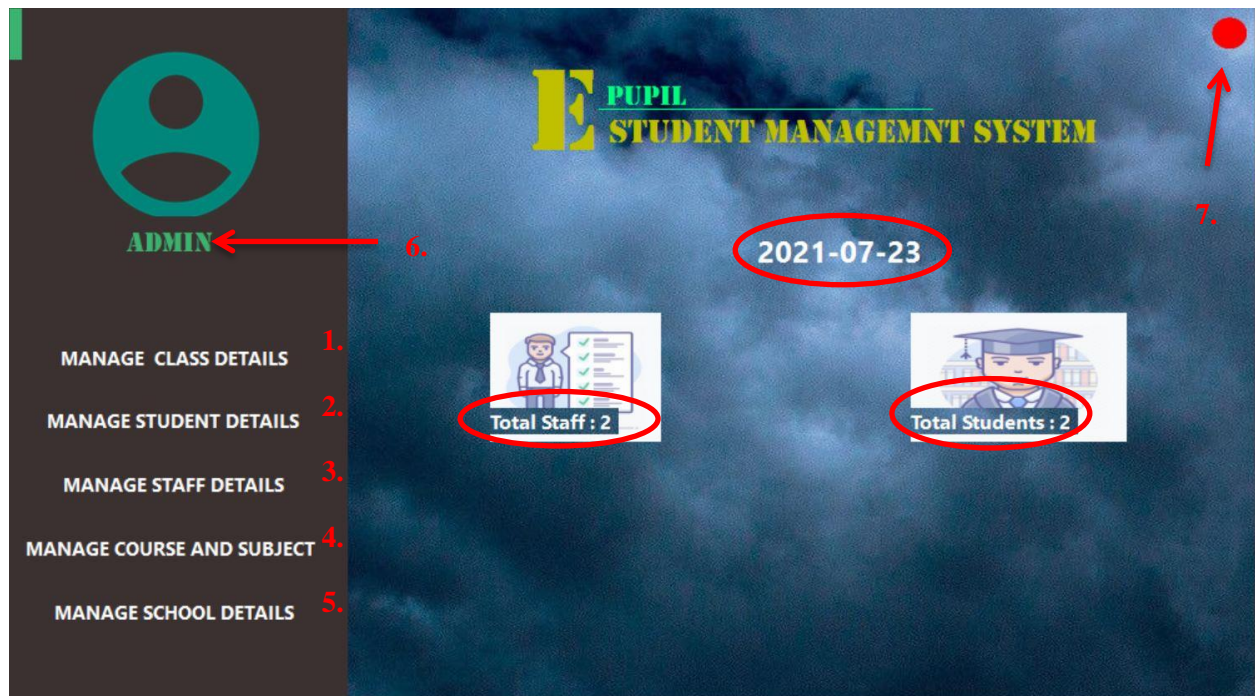 E PUPIL
STUDENT MANAGEMNT SYSTEM
7.
ADMIN
6.
2021-07-23
1.
MANAGE CLASS DETAILS
2.
MANAGE STUDENT DETAILS
Total Staff : 2
Total Students : 2
3.
MANAGE STAFF DETAILS
4.
MANAGE COURSE AND SUBJECT
5.
MANAGE SCHOOL DETAILS